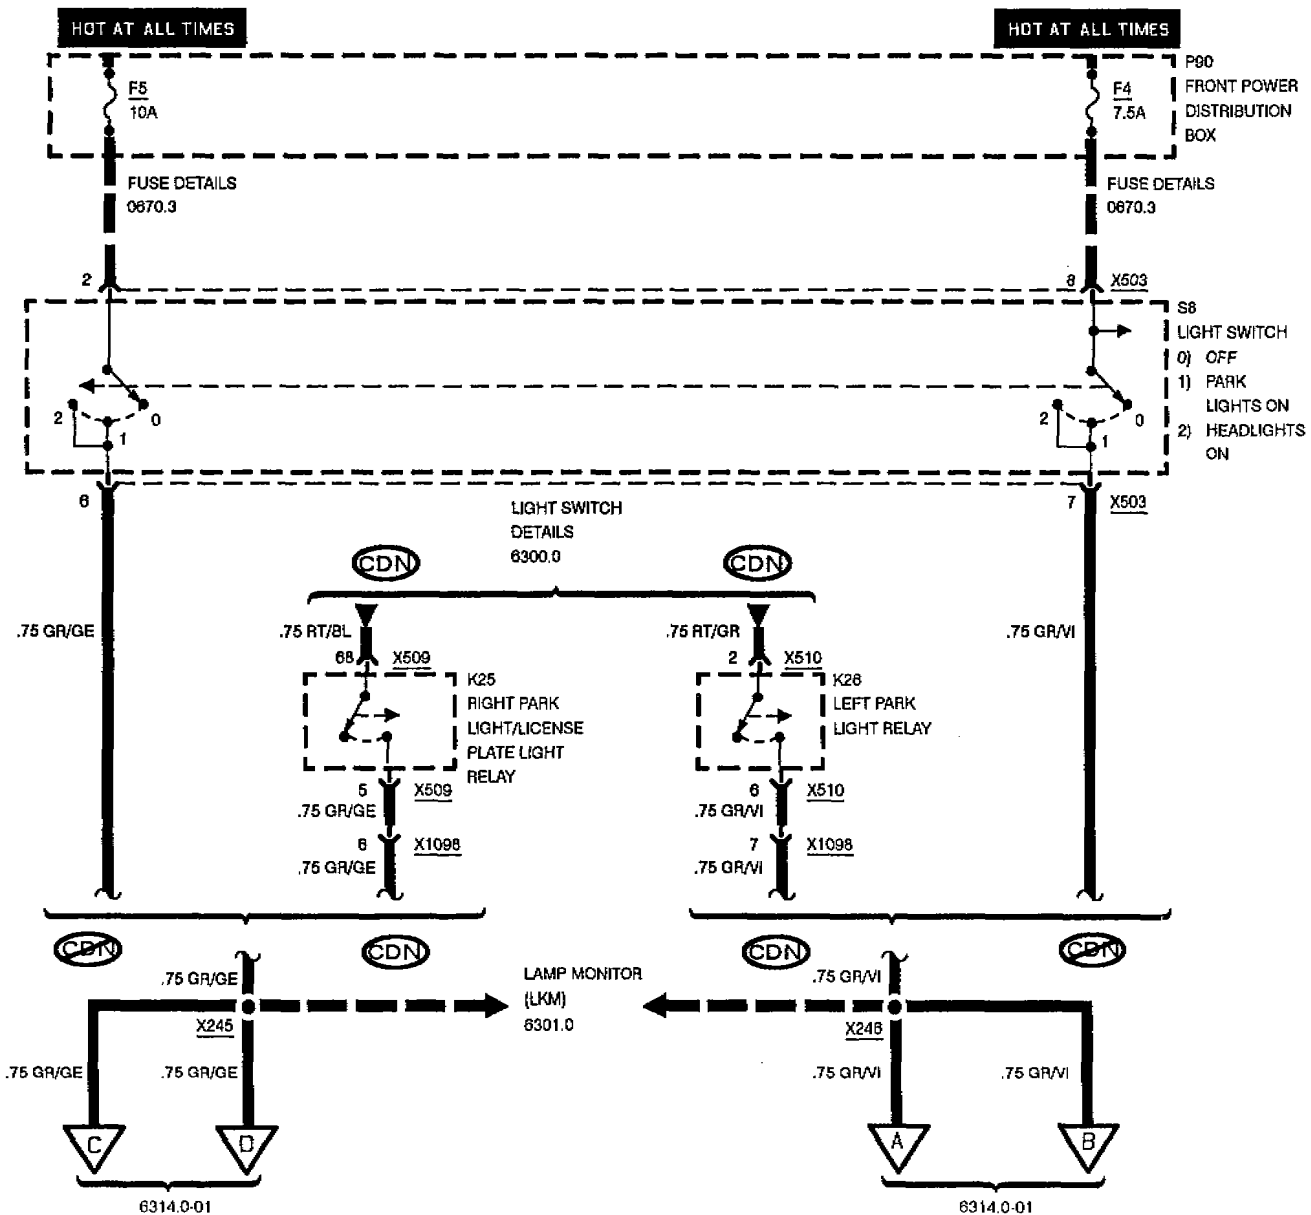 HOT AT ALL TIMES
HOT AT ALL TIMES
F5
10A
F4
7.5A
P90
FRONT POWER
DISTRIBUTION
BOX
FUSE DETAILS
0670.3
FUSE DETAILS
0670.3
2
8
X503
S8
LIGHT SWITCH
0) OFF
1) PARK
LIGHTS ON
2) HEADLIGHTS
ON
2
1
0
2
1
0
6
7
X503
LIGHT SWITCH
DETAILS
6300.0
CDN
CDN
.75 GR/GE
.75 RT/BL
.75 RT/GR
.75 GR/VI
68
X509
2
X510
K25
RIGHT PARK
LIGHT/LICENSE
PLATE LIGHT
RELAY
K26
LEFT PARK
LIGHT RELAY
5
X509
6
X510
.75 GR/GE
.75 GR/VI
6
X1098
7
X1098
.75 GR/GE
.75 GR/VI
CDN
CDN
CDN
CDN
.75 GR/GE
LAMP MONITOR
(LKM)
6301.0
.75 GR/VI
X245
X246
.75 GR/GE
.75 GR/GE
.75 GR/VI
.75 GR/VI
C
D
A
B
6314.0-01
6314.0-01